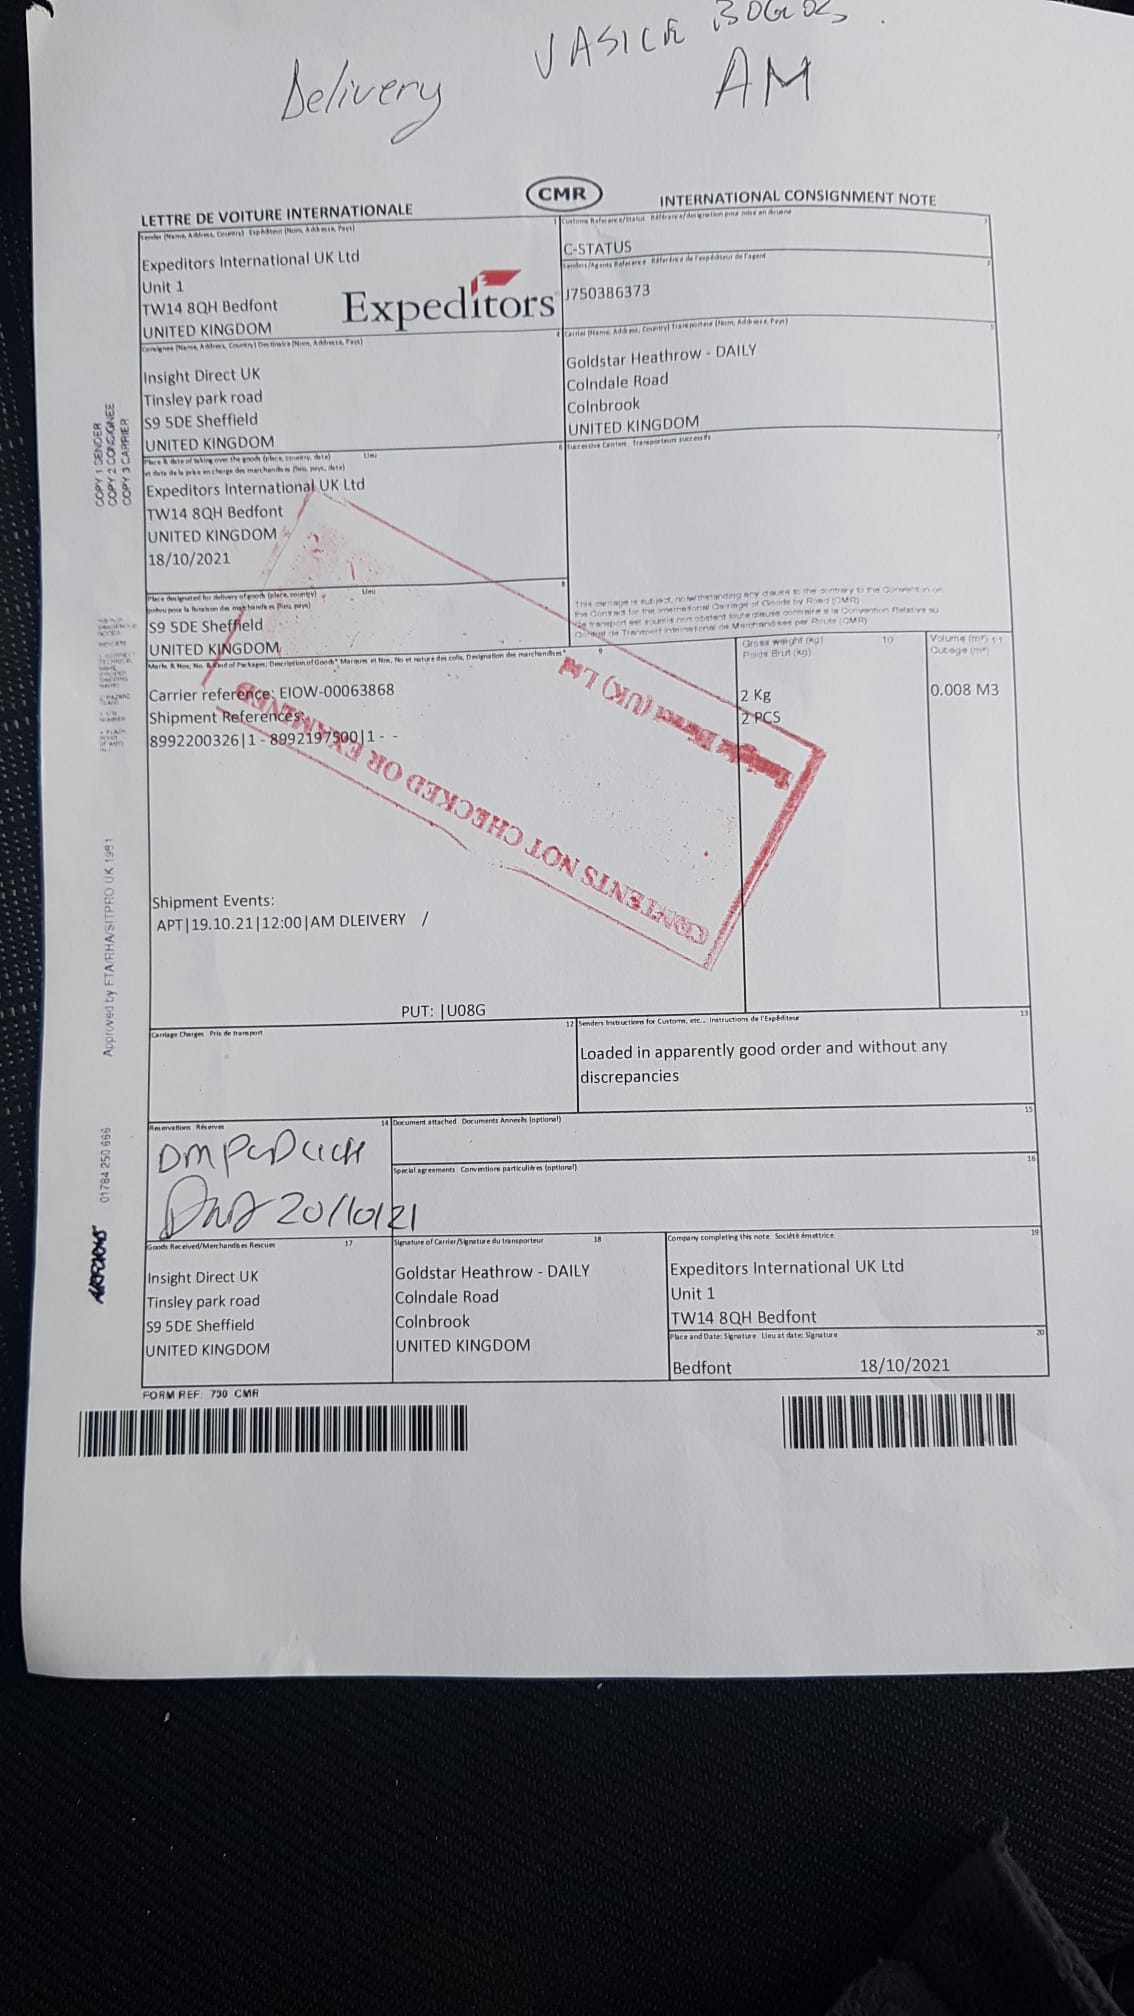 Delivery
AM
CMR
LETTRE DE VOITURE INTERNATIONALE
INTERNATIONAL CONSIGNMENT NOTE
Sender (Name, Address, Country) Expéditeur (Nom, Addresse, Pays) 1
Expeditors International UK Ltd
Unit 1
TW14 8QH Bedfont
UNITED KINGDOM
Expeditors
Customs Reference/Status Référence/désignation pour mise en douane 2
C-STATUS
Senders/Agents Reference Référence de l'expéditeur de l'agent 3
J750386373
Consignee (Name, Address, Country) Destinaire (Nom, Addresse, Pays) 4
Insight Direct UK
Tinsley park road
S9 5DE Sheffield
UNITED KINGDOM
Carrier (Name, Address, Country) Transporteur (Nom, Addresse, Pays) 5
Goldstar Heathrow - DAILY
Colndale Road
Colnbrook
UNITED KINGDOM
COPY 1 SENDER
COPY 2 CONSIGNEE
COPY 3 CARRIER
Place & date of taking over the goods (place, country, date) Lieu 6
et date de la prise en charge des marchandises (lieu, pays, date)
Expeditors International UK Ltd
TW14 8QH Bedfont
UNITED KINGDOM
18/10/2021
Successive Carriers Transporteurs successifs 7
Place designated for delivery of goods (place, country) Lieu 8
prévu pour la livraison des marchandises (lieu, pays)
S9 5DE Sheffield
UNITED KINGDOM
This carriage is subject, notwithstanding any clause to the contrary to the Convention on
the Contract for the International Carriage of Goods by Road (CMR)
Ce transport est soumis non obstant toute clause contraire a la Convention Relative au
Contrat de Transport International de Marchandises par Route (CMR)
Marks & Nos; No. & Kind of Packages; Description of Goods* Marques et Nos, No et nature des colis, Designation des marchandises* 9
Gross weight (kg) 10
Poids Brut (kg)
Volume (m³) 11
Cubage (m³)
Carrier reference: EIOW-00063868
Shipment References:
8992200326|1 - 8992197500|1 - -
2 Kg
2 PCS
0.008 M3
Direct (UK) Ltd
CONTENTS NOT CHECKED OR EXAMINED
Shipment Events:
APT|19.10.21|12:00|AM DLEIVERY /
PUT: |U08G
Approved by FTA/RHA/SITPRO UK 1981
Carriage Charges Prix de transport 12
Senders Instructions for Customs, etc... Instructions de l'Expéditeur 13
Loaded in apparently good order and without any
discrepancies
Reservations Réserves 14
Document attached Documents Annexés (optional) 15
Special agreements Conventions particulières (optional) 16
20/10/21
01784 250 666
Goods Received/Merchandises Rescues 17
Insight Direct UK
Tinsley park road
S9 5DE Sheffield
UNITED KINGDOM
Signature of Carrier/Signature du transporteur 18
Goldstar Heathrow - DAILY
Colndale Road
Colnbrook
UNITED KINGDOM
Company completing this note Société émettrice 19
Expeditors International UK Ltd
Unit 1
TW14 8QH Bedfont
Place and Date: Signature Lieu at date: Signature 20
Bedfont 18/10/2021
FORM REF: 730 CMR